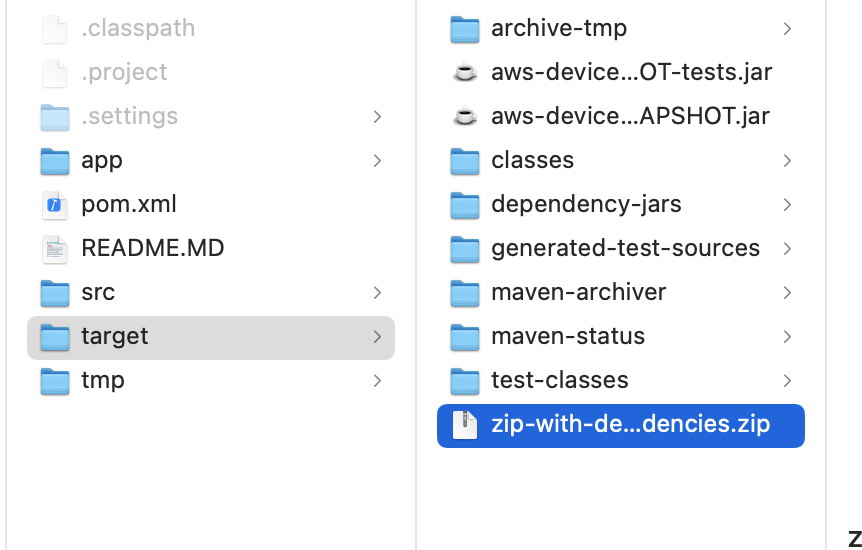 .classpath
.project
.settings
app
pom.xml
README.MD
src
target
tmp
archive-tmp
aws-device...OT-tests.jar
aws-device...APSHOT.jar
classes
dependency-jars
generated-test-sources
maven-archiver
maven-status
test-classes
zip-with-de...dencies.zip
z